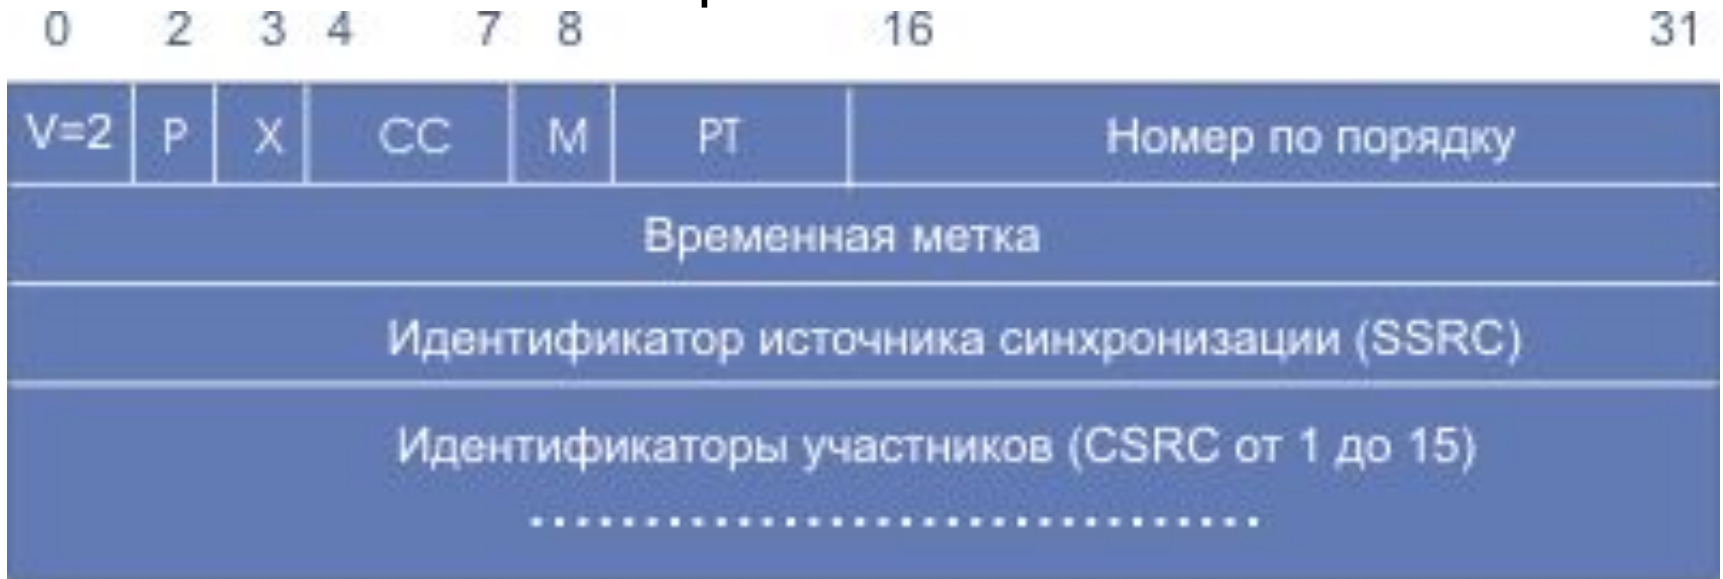 0 2 3 4 7 8 16 31
V=2 P X CC M PT Номер по порядку
Временная метка
Идентификатор источника синхронизации (SSRC)
Идентификаторы участников (CSRC от 1 до 15)